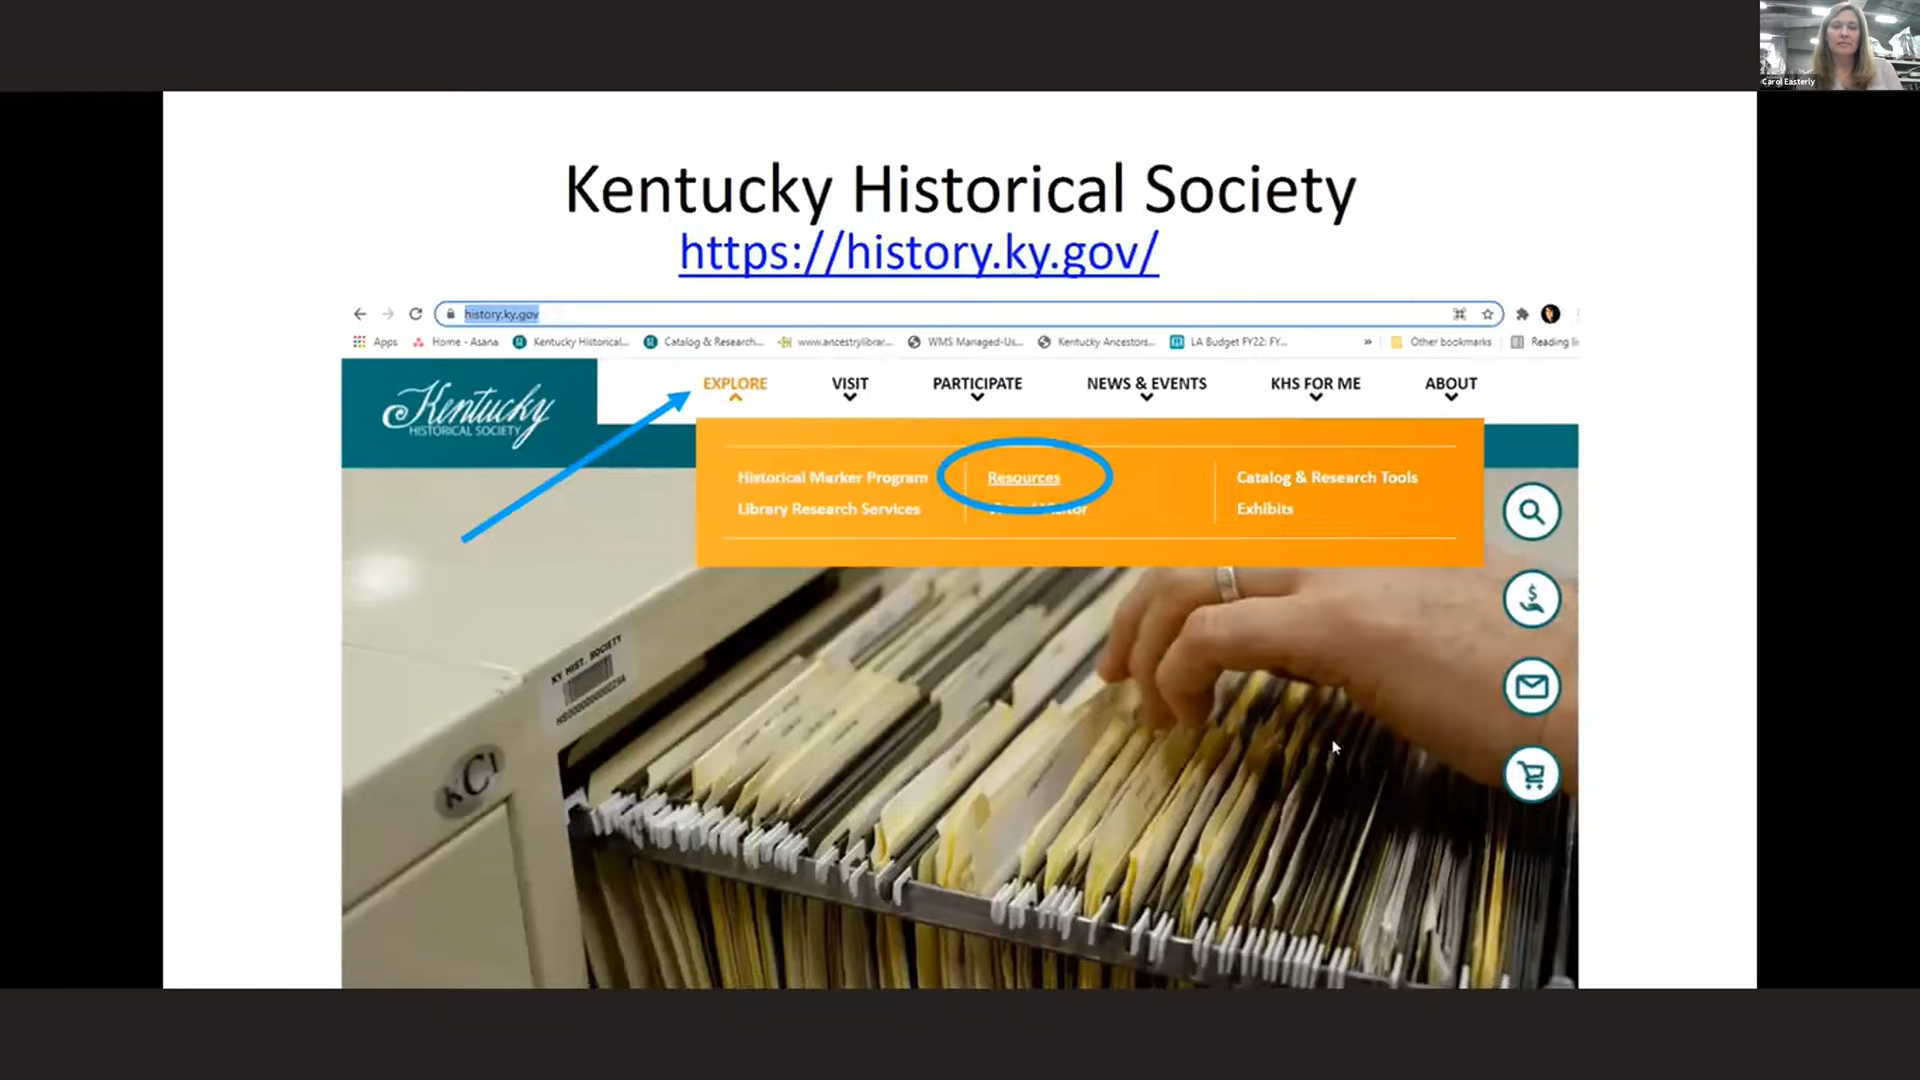 Carol Easterly
Kentucky Historical Society
https://history.ky.gov/
history.ky.gov
Apps Home - Asana Kentucky Historical... Catalog & Research... www.ancestrylibrar... WMS Managed-Us... Kentucky Ancestors... LA Budget FY22: FY... » Other bookmarks Reading li
Kentucky
HISTORICAL SOCIETY
EXPLORE VISIT PARTICIPATE NEWS & EVENTS KHS FOR ME ABOUT
Historical Marker Program Resources Catalog & Research Tools
Library Research Services Visitor Exhibits
KY HIST. SOCIETY
KCI